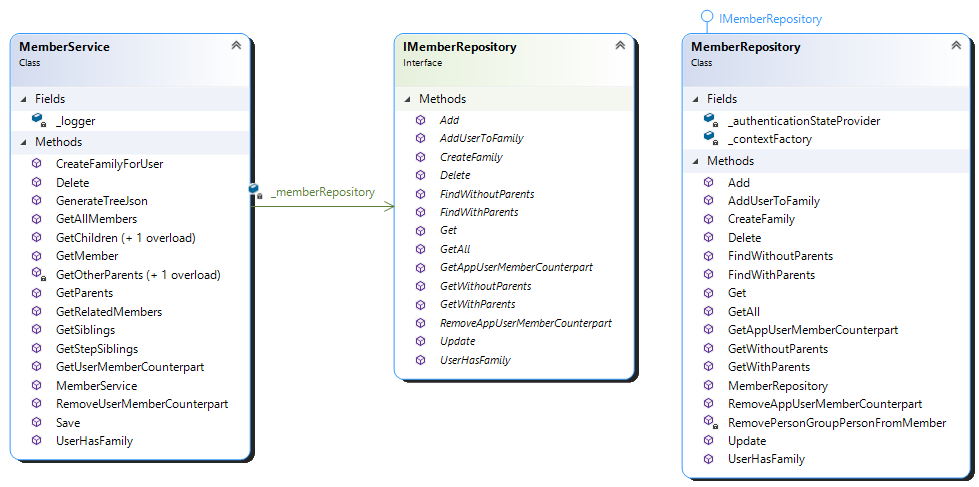 MemberService
Class
Fields
_logger
Methods
CreateFamilyForUser
Delete
GenerateTreeJson
GetAllMembers
GetChildren (+ 1 overload)
GetMember
GetOtherParents (+ 1 overload)
GetParents
GetRelatedMembers
GetSiblings
GetStepSiblings
GetUserMemberCounterpart
MemberService
RemoveUserMemberCounterpart
Save
UserHasFamily
_memberRepository
IMemberRepository
Interface
Methods
Add
AddUserToFamily
CreateFamily
Delete
FindWithoutParents
FindWithParents
Get
GetAll
GetAppUserMemberCounterpart
GetWithoutParents
GetWithParents
RemoveAppUserMemberCounterpart
Update
UserHasFamily
IMemberRepository
MemberRepository
Class
Fields
_authenticationStateProvider
_contextFactory
Methods
Add
AddUserToFamily
CreateFamily
Delete
FindWithoutParents
FindWithParents
Get
GetAll
GetAppUserMemberCounterpart
GetWithoutParents
GetWithParents
MemberRepository
RemoveAppUserMemberCounterpart
RemovePersonGroupPersonFromMember
Update
UserHasFamily